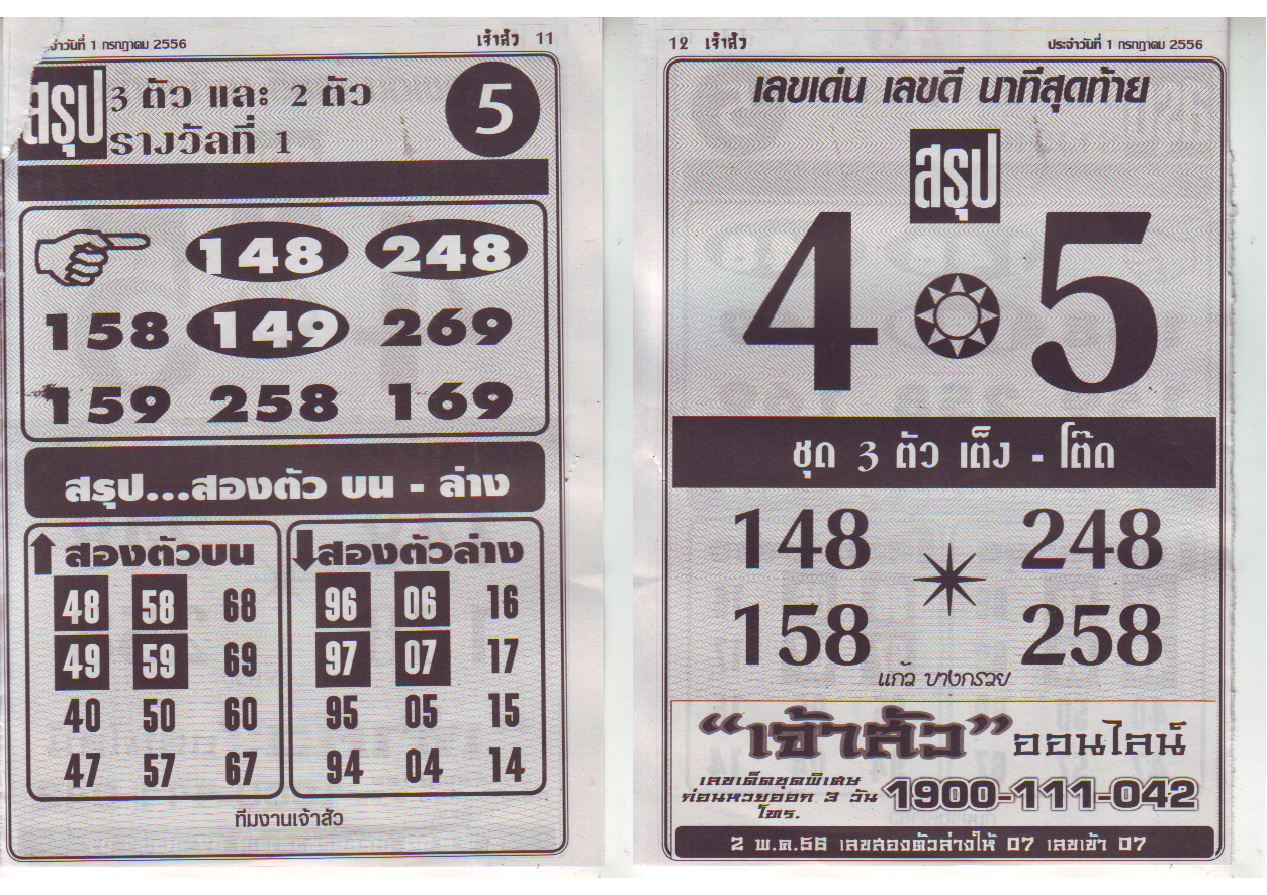 ะจำวันที่ 1 กรกฎาคม 2556
เจ้าสัว 11
สรุป
3 ตัว และ 2 ตัว
รางวัลที่ 1
5
148 248
158 149 269
159 258 169
สรุป...สองตัว บน - ล่าง
สองตัวบน
48 58 68
49 59 69
40 50 60
47 57 67
สองตัวล่าง
96 06 16
97 07 17
95 05 15
94 04 14
ทีมงานเจ้าสัว
12 เจ้าสัว
ประจำวันที่ 1 กรกฎาคม 2556
เลขเด่น เลขดี นาทีสุดท้าย
สรุป
4 5
ชุด 3 ตัว เต็ง - โต๊ด
148 248
158 258
แก้ว บางกรวย
“เจ้าสัว” ออนไลน์
เลขเด็ดชุดพิเศษ
ก่อนหวยออก 3 วัน
โทร.
1900-111-042
2 พ.ค.56 เลขสองตัวล่างให้ 07 เลขเข้า 07